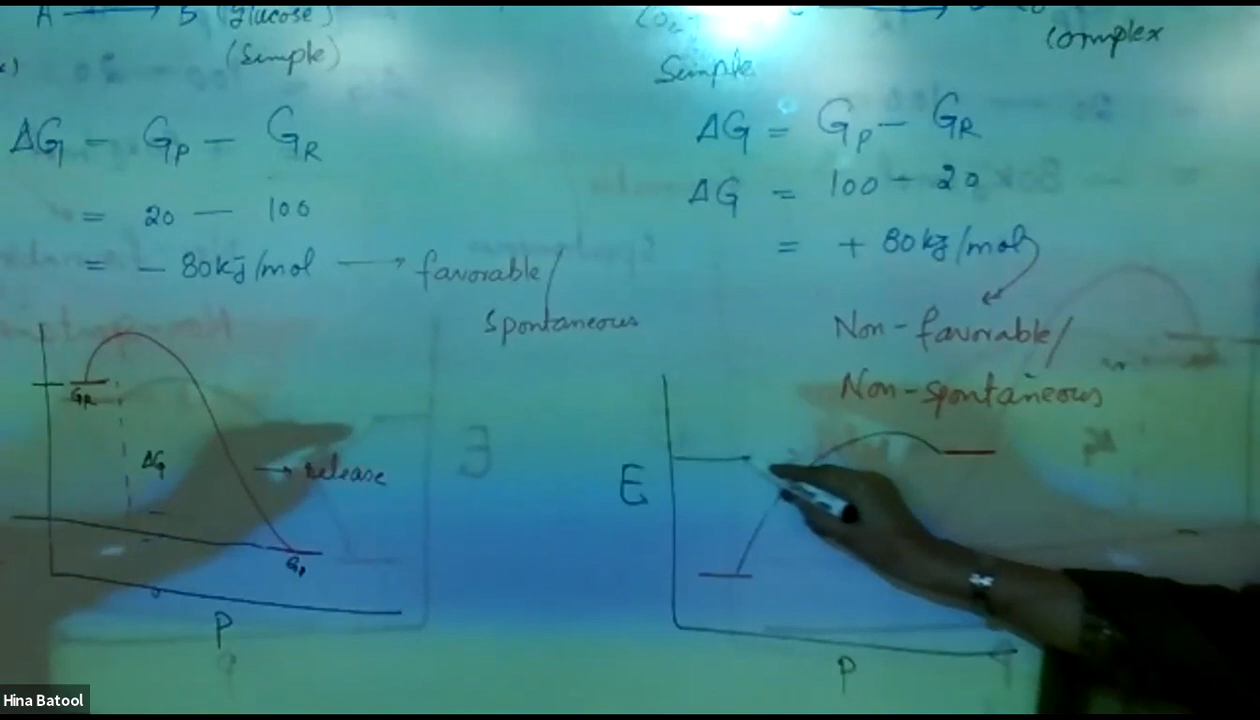 A → B (glucose)
(Simple)
ΔG = GP – GR
= 20 – 100
= – 80kJ/mol → favorable/
Spontaneous
GR
ΔG
→ release
GP
P
(CO2
Simple
complex
ΔG = GP – GR
ΔG = 100 – 20
= + 80kJ/mol
Non-favorable/
Non-spontaneous
E
P
Hina Batool